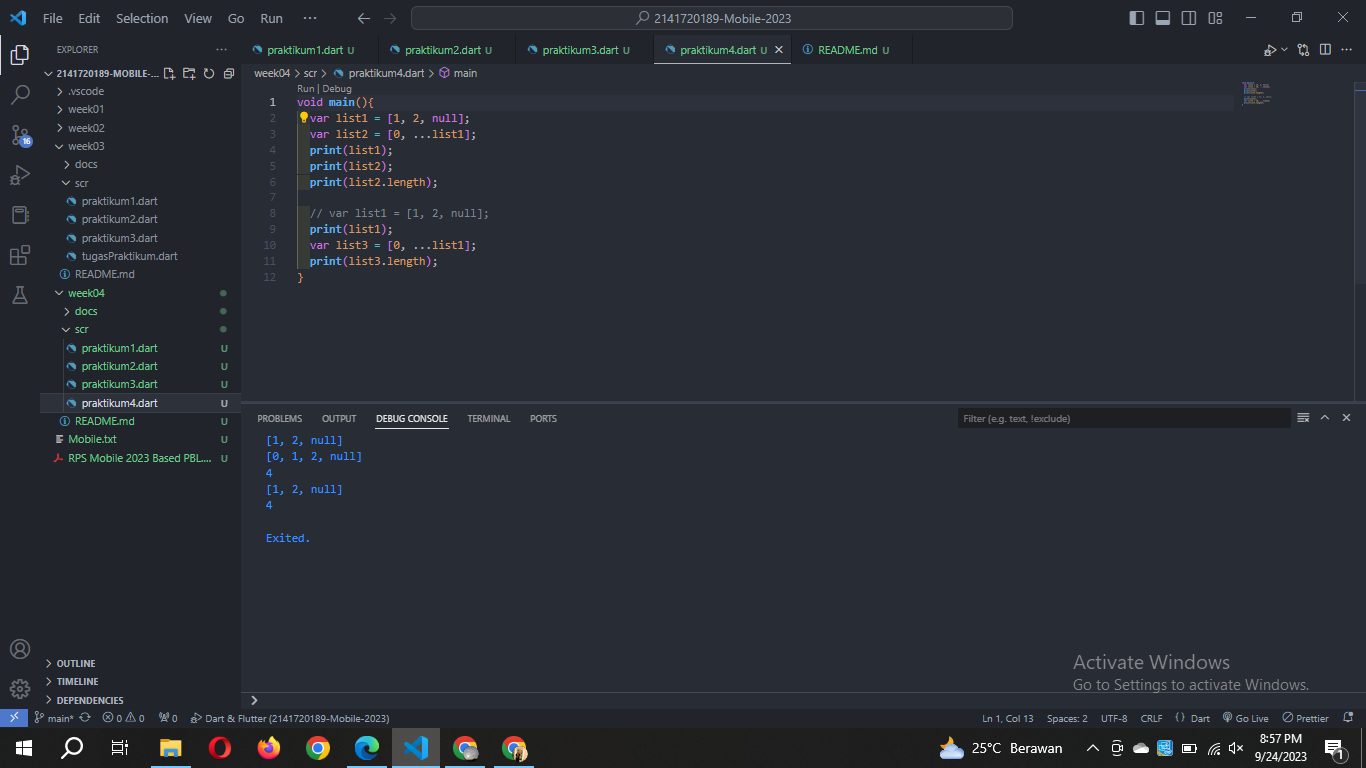 File Edit Selection View Go Run ··· 2141720189-Mobile-2023
EXPLORER ···
praktikum1.dart U praktikum2.dart U praktikum3.dart U praktikum4.dart U README.md U
2141720189-MOBILE-...
week04 > scr > praktikum4.dart > main
.vscode
week01
week02
week03
docs
scr
praktikum1.dart
praktikum2.dart
praktikum3.dart
tugasPraktikum.dart
README.md
week04
docs
scr
praktikum1.dart U
praktikum2.dart U
praktikum3.dart U
praktikum4.dart U
README.md U
Mobile.txt U
RPS Mobile 2023 Based PBL.... U
OUTLINE
TIMELINE
DEPENDENCIES
16
Run | Debug
1 void main(){
2 var list1 = [1, 2, null];
3 var list2 = [0, ...list1];
4 print(list1);
5 print(list2);
6 print(list2.length);
7
8 // var list1 = [1, 2, null];
9 print(list1);
10 var list3 = [0, ...list1];
11 print(list3.length);
12 }
PROBLEMS OUTPUT DEBUG CONSOLE TERMINAL PORTS Filter (e.g. text, !exclude)
[1, 2, null]
[0, 1, 2, null]
4
[1, 2, null]
4
Exited.
Activate Windows
Go to Settings to activate Windows.
main* 0 0 0 Dart & Flutter (2141720189-Mobile-2023) Ln 1, Col 13 Spaces: 2 UTF-8 CRLF {} Dart Go Live Prettier
25°C Berawan 8:57 PM
9/24/2023
1